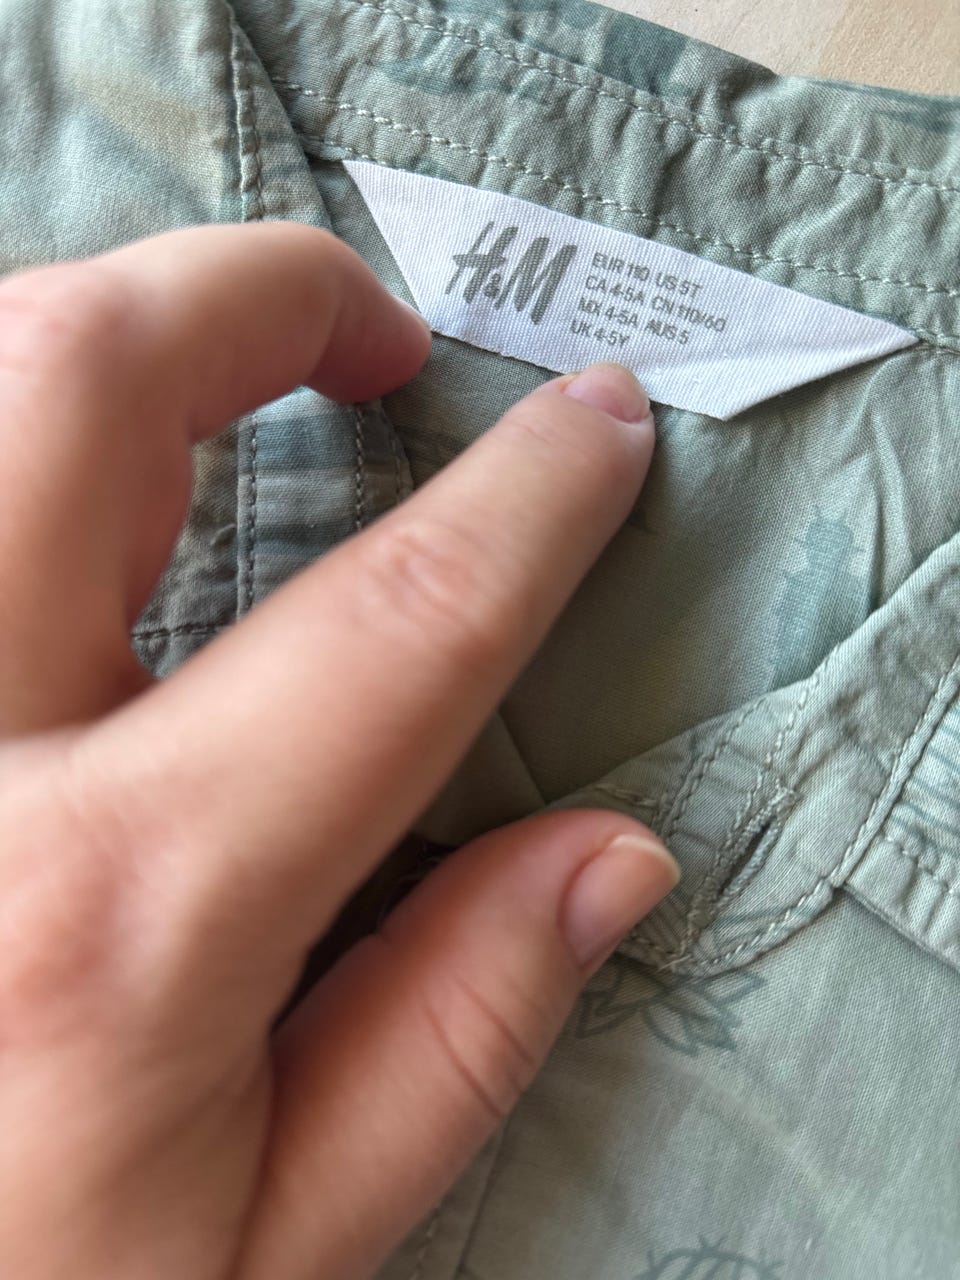 H&M
EUR 110 US 5T
CA 4-5A CN 110/60
MX 4-5A AUS 5
UK 4-5Y